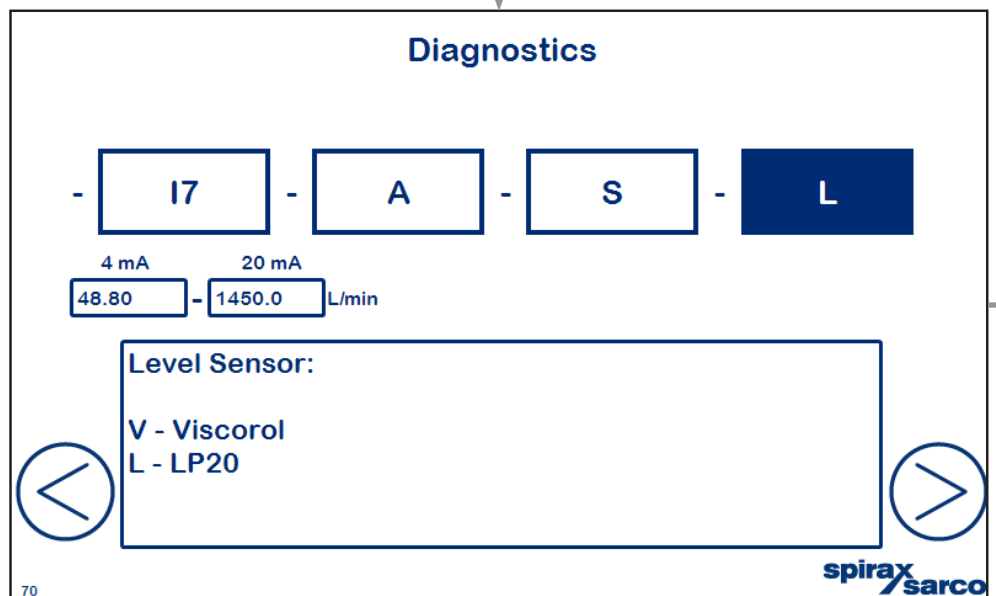 Diagnostics
- I7 - A - S - L
4 mA 20 mA
48.80 - 1450.0 L/min
Level Sensor:
V - Viscorol
L - LP20
< >
70
spirax sarco